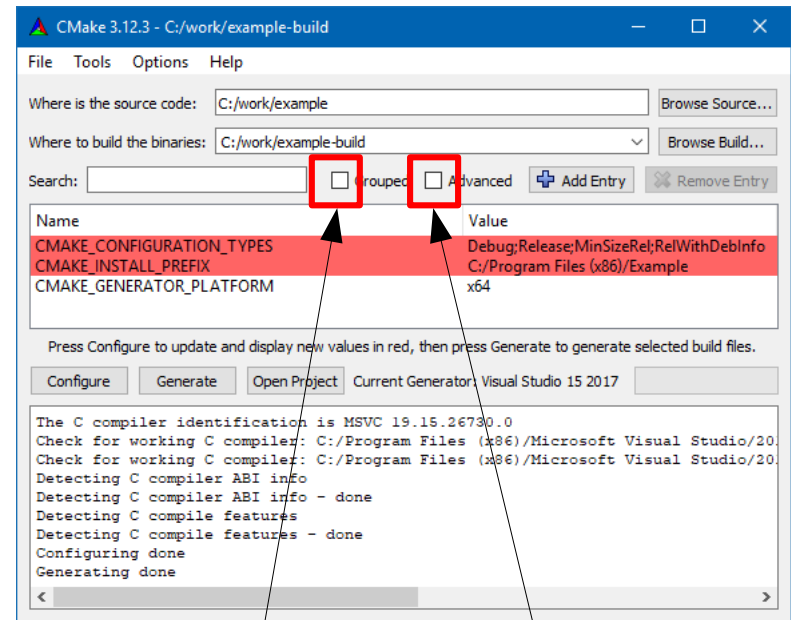 CMake 3.12.3 - C:/work/example-build
File Tools Options Help
Where is the source code: C:/work/example Browse Source...
Where to build the binaries: C:/work/example-build Browse Build...
Search: Grouped Advanced Add Entry Remove Entry
Name Value
CMAKE_CONFIGURATION_TYPES Debug;Release;MinSizeRel;RelWithDebInfo
CMAKE_INSTALL_PREFIX C:/Program Files (x86)/Example
CMAKE_GENERATOR_PLATFORM x64
Press Configure to update and display new values in red, then press Generate to generate selected build files.
Configure Generate Open Project Current Generator: Visual Studio 15 2017
The C compiler identification is MSVC 19.15.26730.0
Check for working C compiler: C:/Program Files (x86)/Microsoft Visual Studio/20
Check for working C compiler: C:/Program Files (x86)/Microsoft Visual Studio/20
Detecting C compiler ABI info
Detecting C compiler ABI info - done
Detecting C compile features
Detecting C compile features - done
Configuring done
Generating done